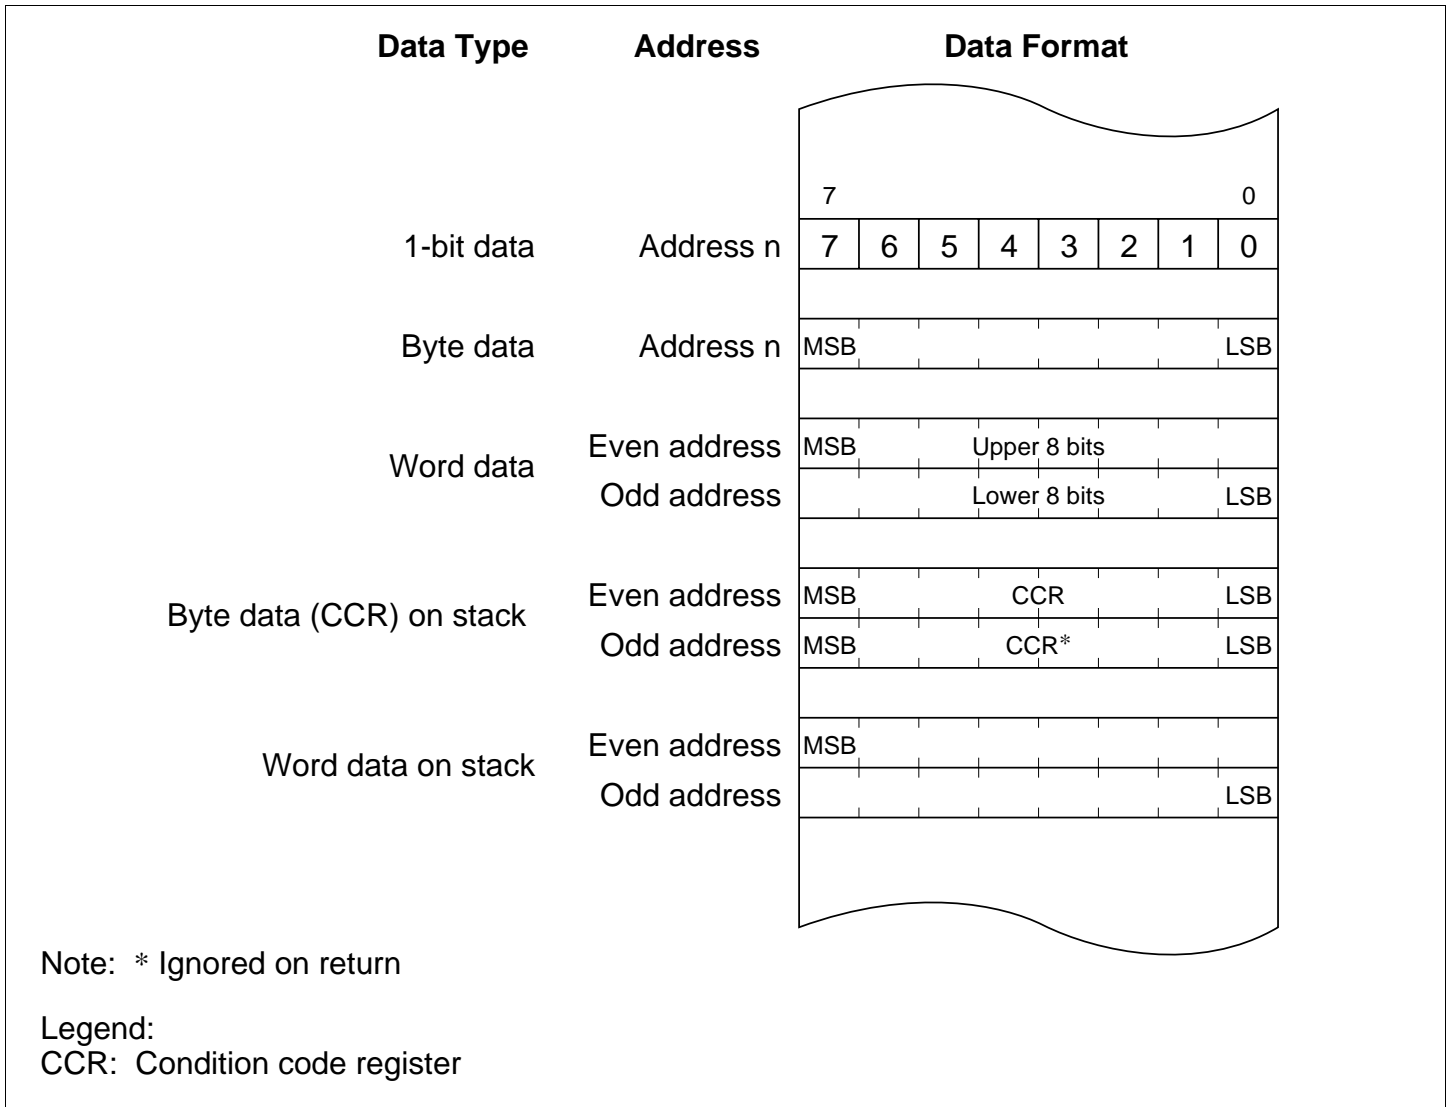 Data Type Address Data Format
7 0
1-bit data Address n 7 6 5 4 3 2 1 0
Byte data Address n MSB LSB
Even address MSB Upper 8 bits
Word data
Odd address Lower 8 bits LSB
Even address MSB CCR LSB
Byte data (CCR) on stack
Odd address MSB CCR* LSB
Even address MSB
Word data on stack
Odd address LSB
Note: * Ignored on return
Legend:
CCR: Condition code register